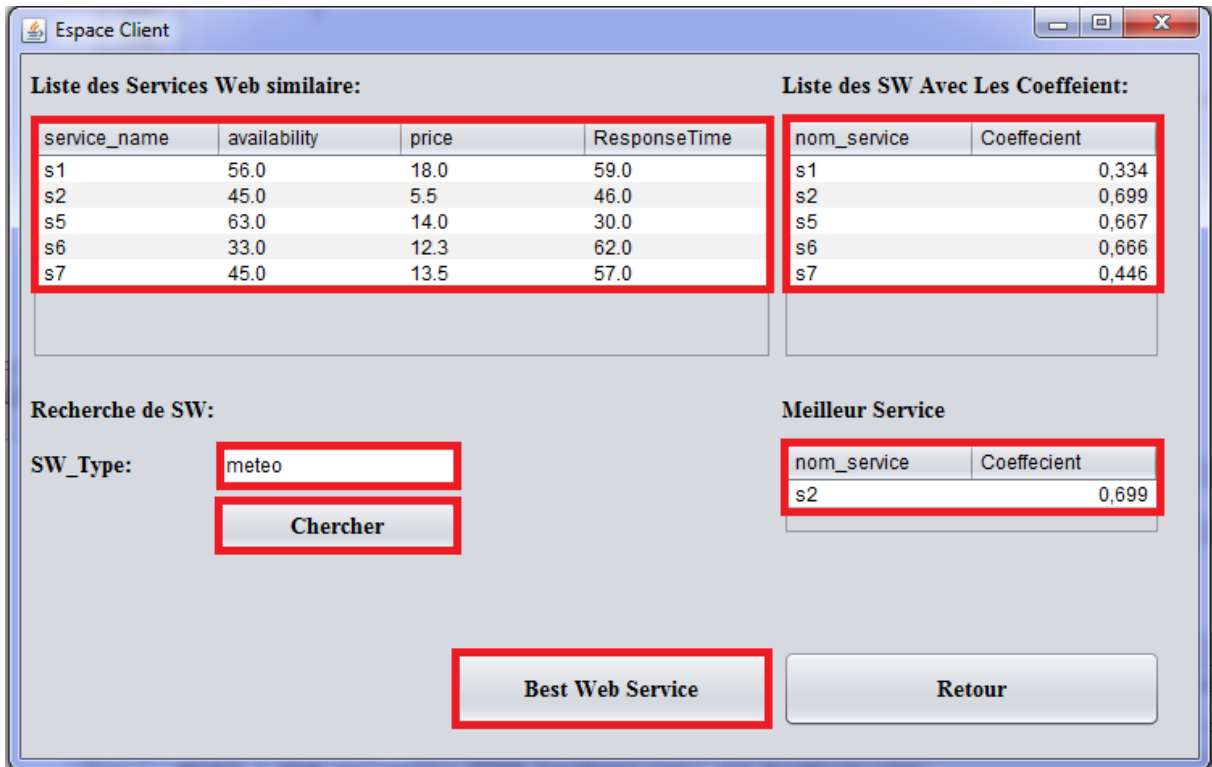 Espace Client
Liste des Services Web similaire:
service_name availability price ResponseTime
s1 56.0 18.0 59.0
s2 45.0 5.5 46.0
s5 63.0 14.0 30.0
s6 33.0 12.3 62.0
s7 45.0 13.5 57.0
Liste des SW Avec Les Coeffeient:
nom_service Coeffecient
s1 0,334
s2 0,699
s5 0,667
s6 0,666
s7 0,446
Recherche de SW:
SW_Type: meteo
Chercher
Meilleur Service
nom_service Coeffecient
s2 0,699
Best Web Service
Retour